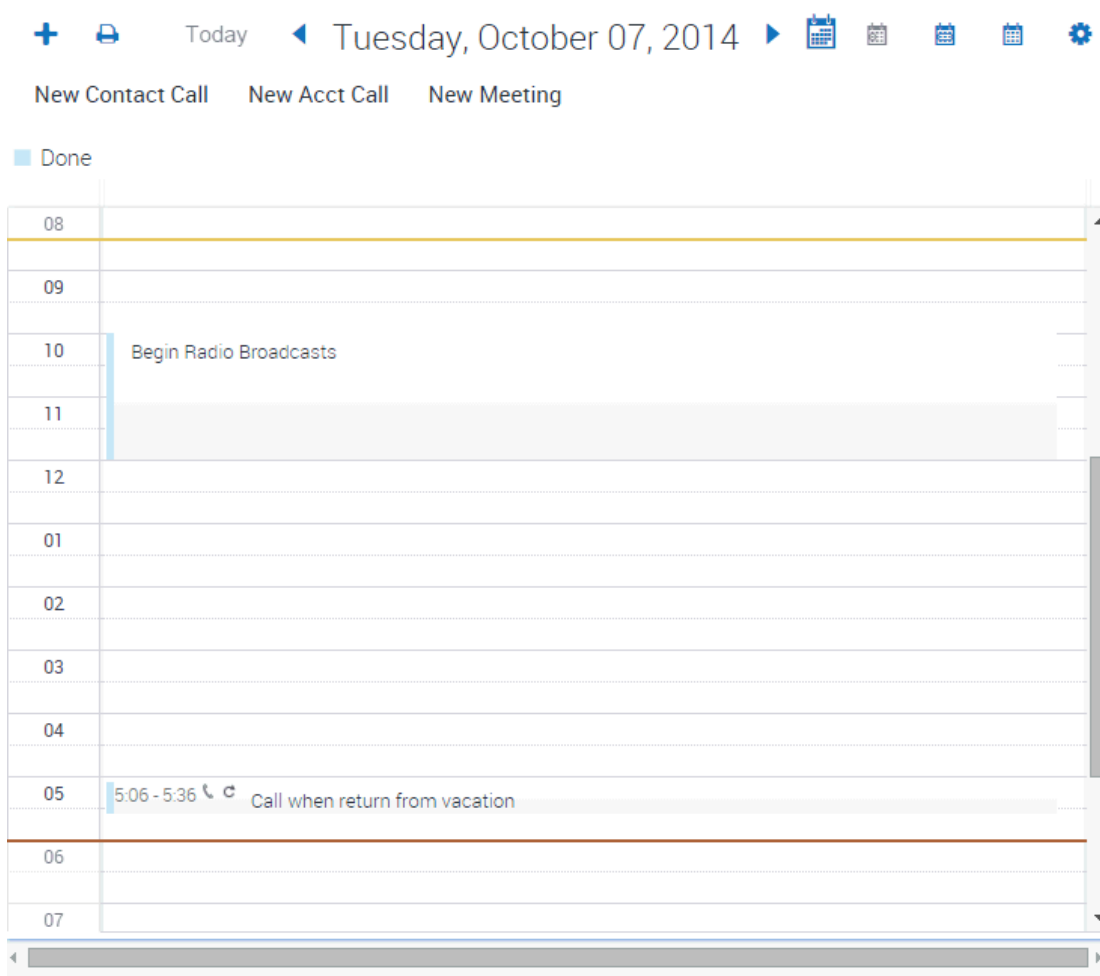 Today Tuesday, October 07, 2014
New Contact Call New Acct Call New Meeting
Done
08
09
10 Begin Radio Broadcasts
11
12
01
02
03
04
05 5:06 - 5:36 Call when return from vacation
06
07